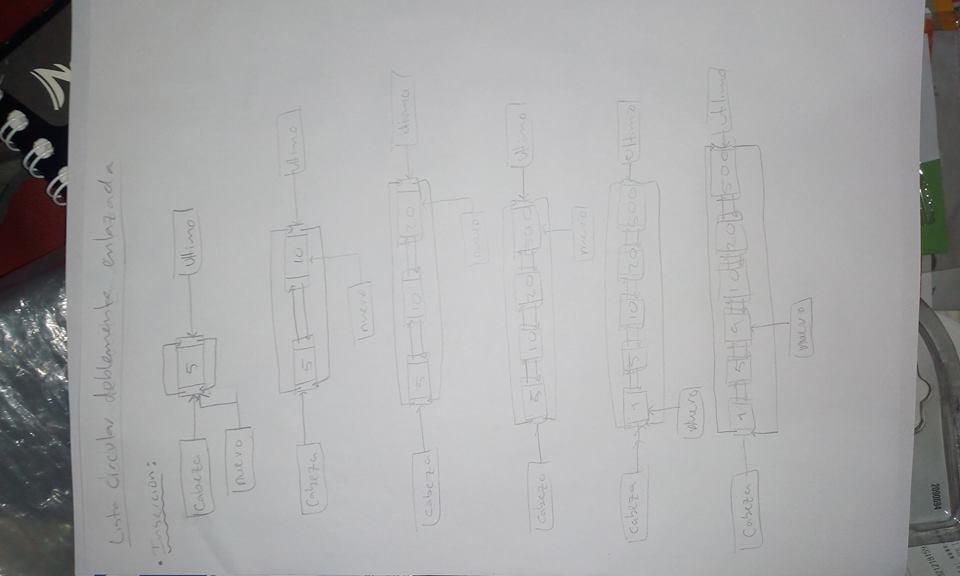 Lista Circular doblemente enlazada
• Inserción:
Cabeza 5 Ultimo
nuevo
Cabeza 5 10 Ultimo
nuevo
Cabeza 5 10 20 Ultimo
nuevo
Cabeza 5 10 20 500 Ultimo
nuevo
Cabeza 1 5 10 20 500 Ultimo
nuevo
Cabeza 1 5 9 10 20 500 Ultimo
nuevo